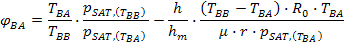 φ_BA = T_BA / T_BB · p_SAT,(T_BB) / p_SAT,(T_BA) − h / h_m · (T_BB − T_BA) · R_0 · T_BA / μ · r · p_SAT,(T_BA)